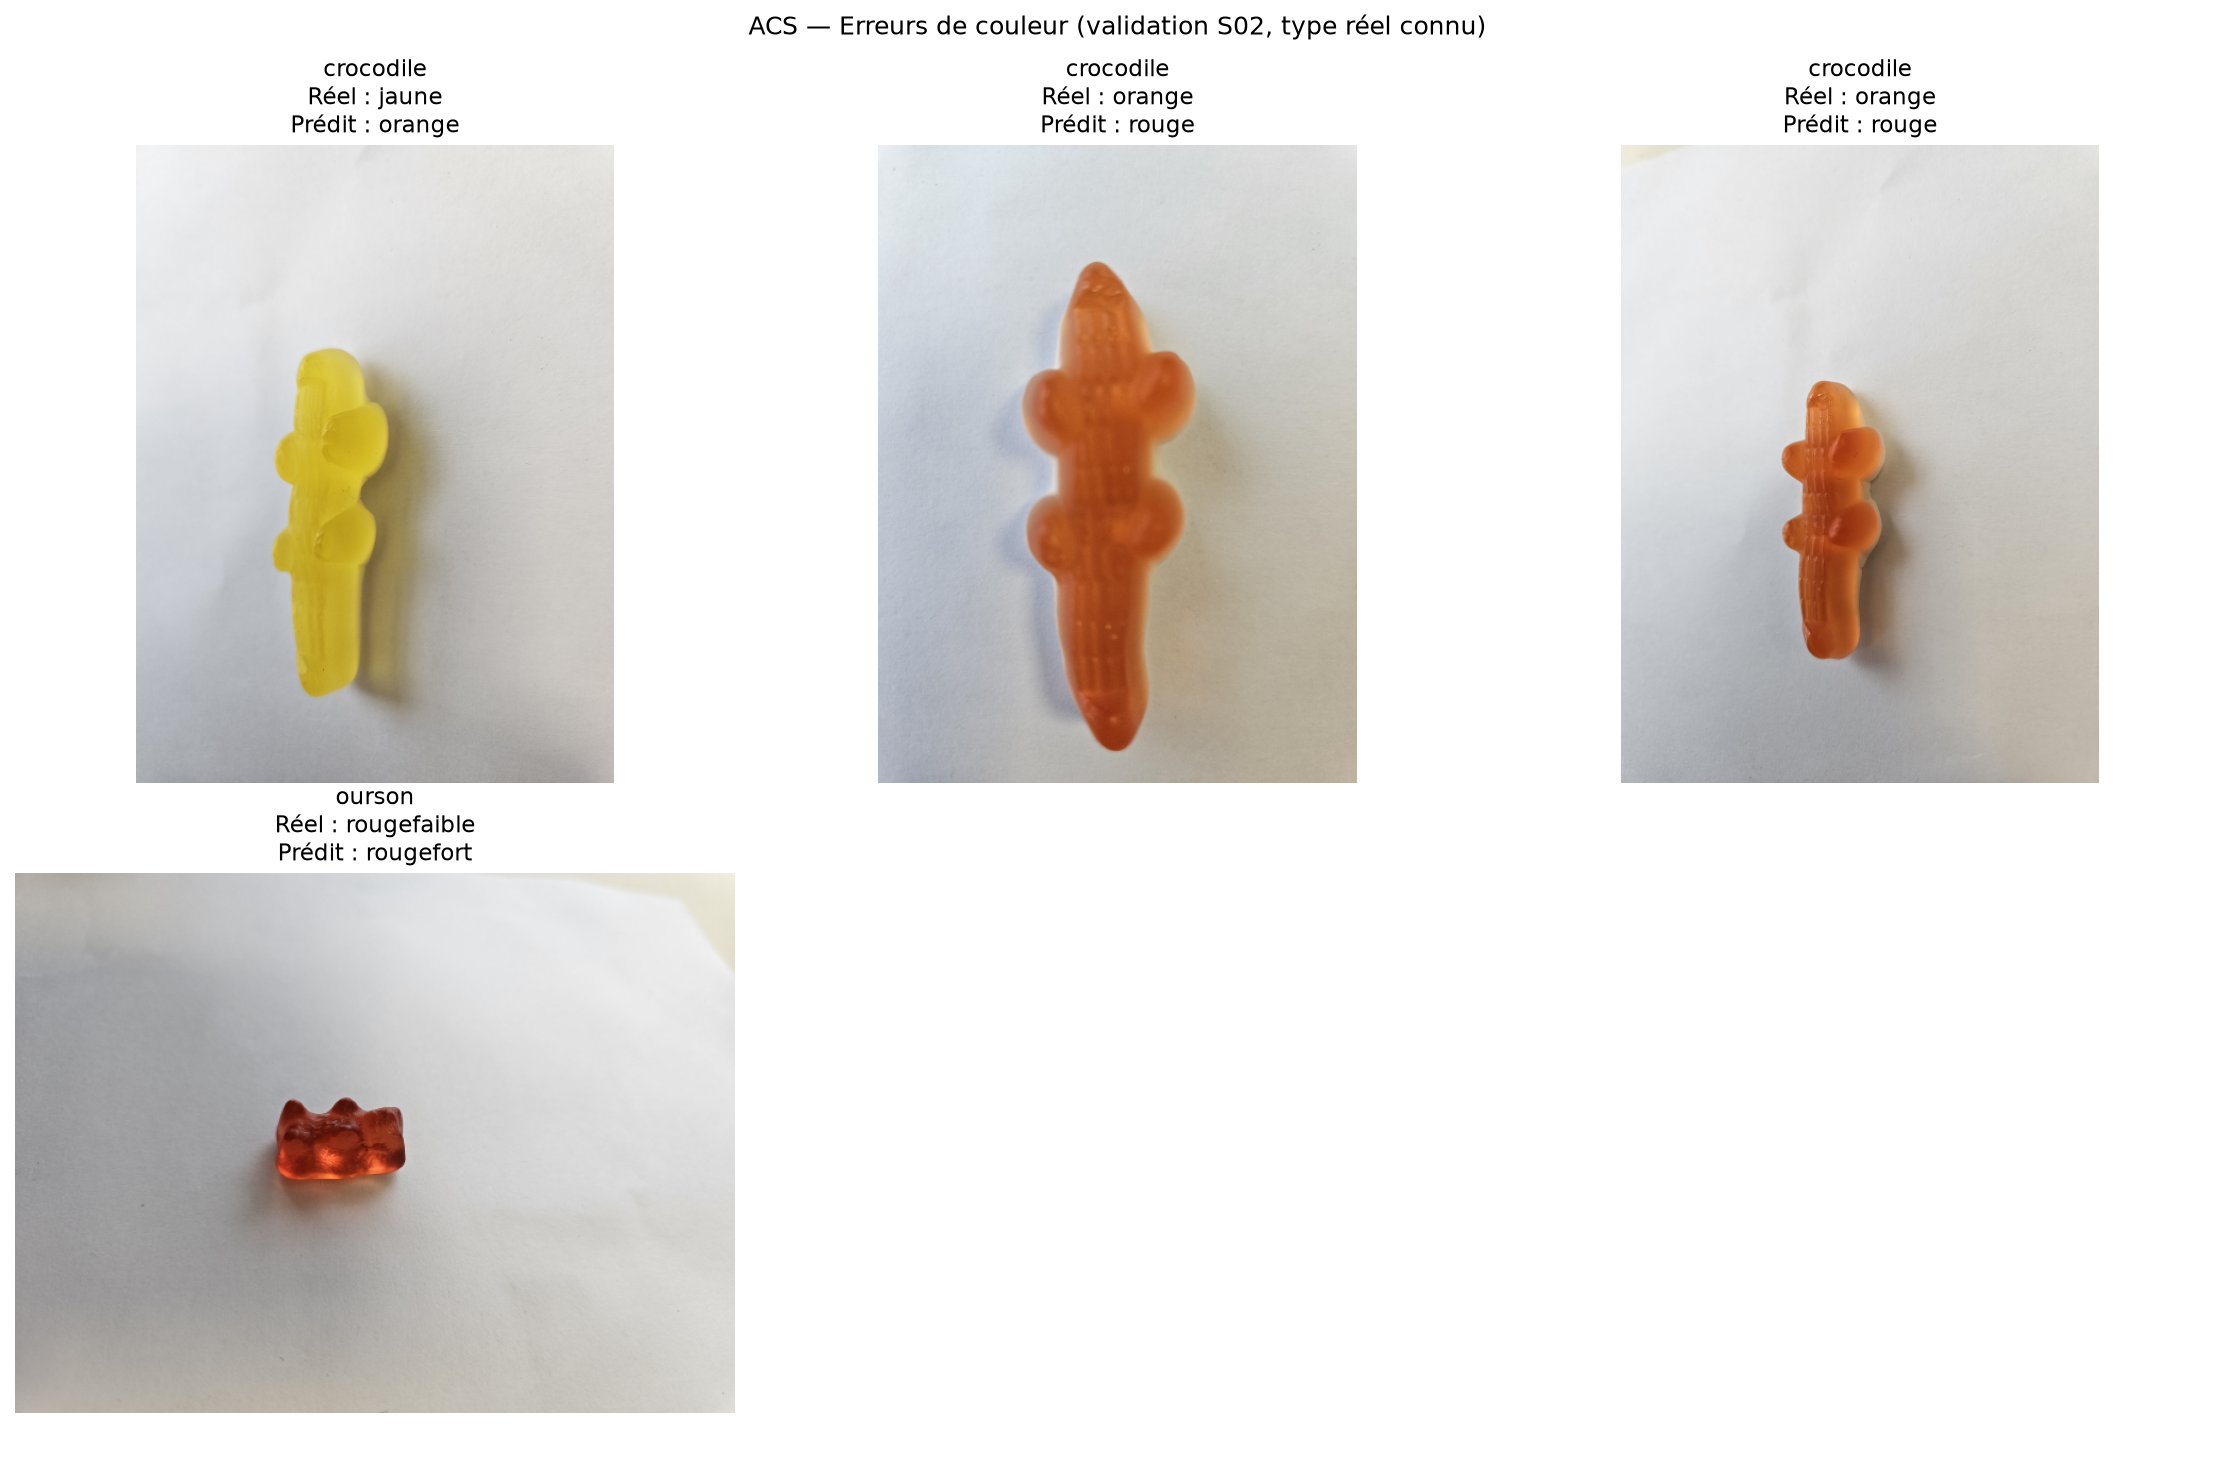 ACS — Erreurs de couleur (validation S02, type réel connu)
crocodile
Réel : jaune
Prédit : orange
crocodile
Réel : orange
Prédit : rouge
crocodile
Réel : orange
Prédit : rouge
ourson
Réel : rougefaible
Prédit : rougefort